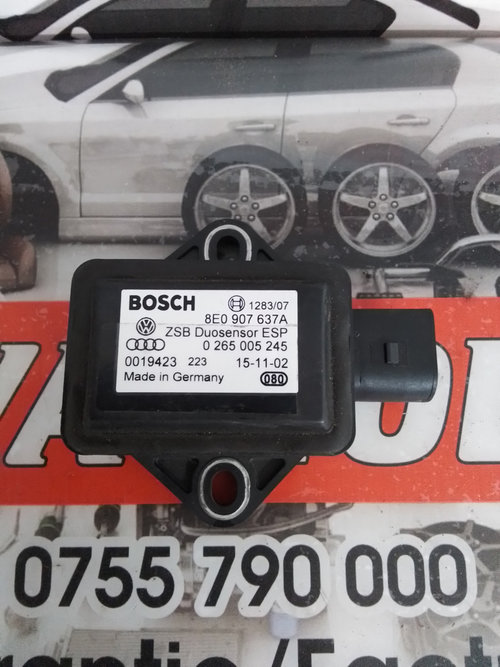 BOSCH 1283/07
8E0 907 637A
ZSB Duosensor ESP
0 265 005 245
0019423 223 15-11-02
Made in Germany 080
0755 790 000